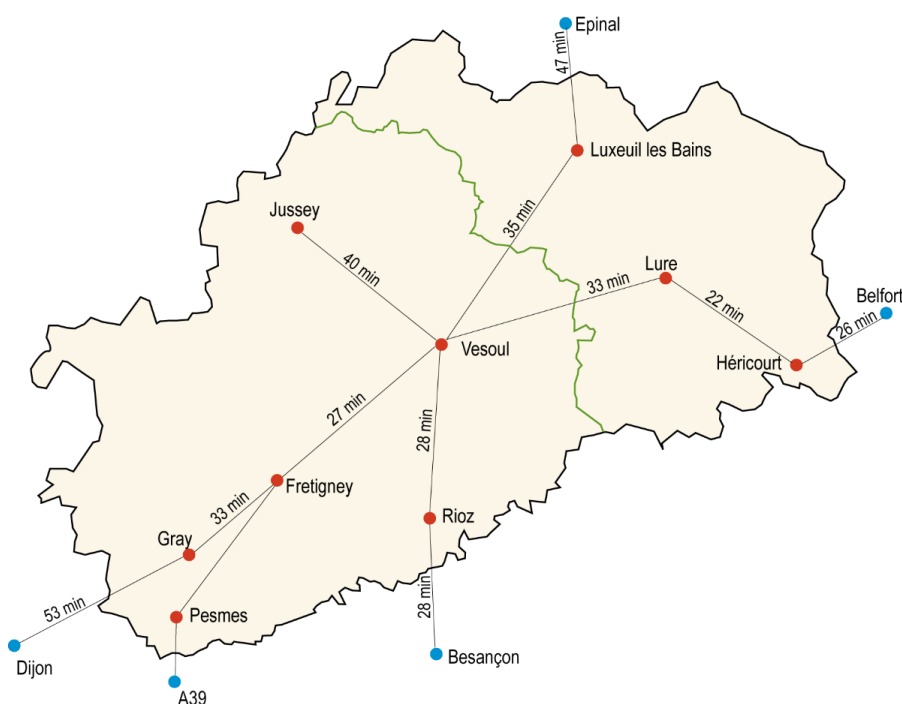 Epinal
47 min
Luxeuil les Bains
35 min
Jussey
40 min
Lure
33 min
22 min
Belfort
26 min
Héricourt
Vesoul
27 min
28 min
Fretigney
33 min
Rioz
Gray
53 min
28 min
Pesmes
Dijon
Besançon
A39